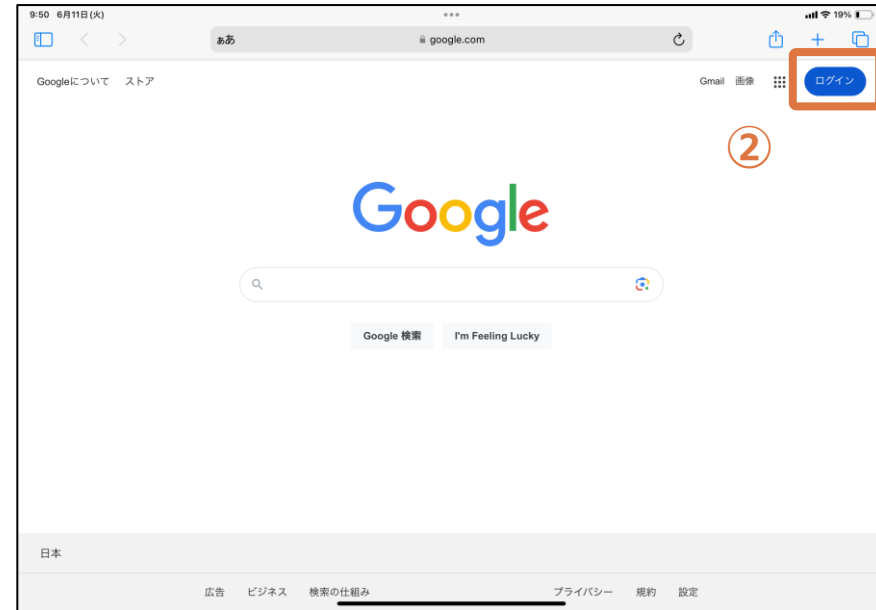 9:50 6月11日(火)
19%
ぁあ google.com
Googleについて ストア Gmail 画像 ログイン
②
Google
Google 検索 I'm Feeling Lucky
日本
広告 ビジネス 検索の仕組み プライバシー 規約 設定